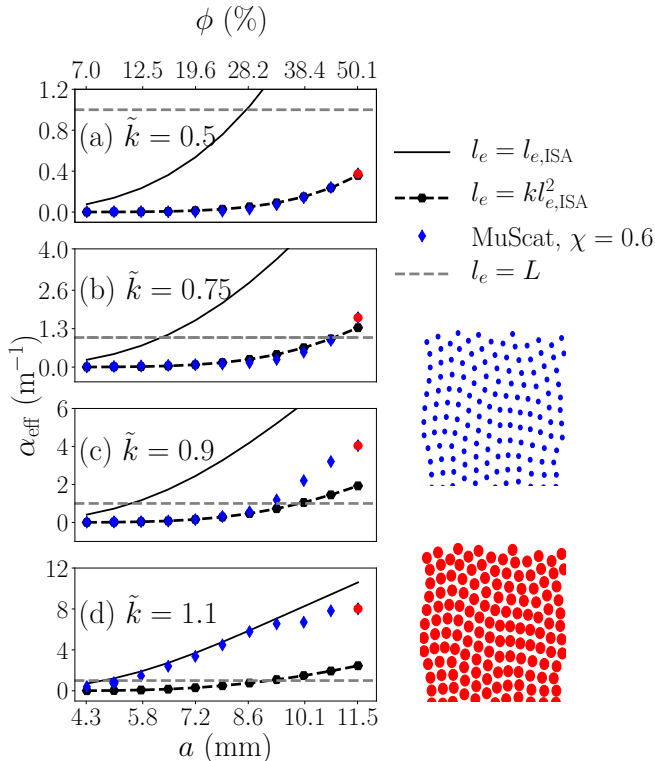 ϕ (%)
7.0 12.5 19.6 28.2 38.4 50.1
1.2
0.8
0.4
0.0
(a) k̃ = 0.5
4.0
2.6
1.3
0.0
(b) k̃ = 0.75
6
4
2
0
(c) k̃ = 0.9
12
8
4
0
(d) k̃ = 1.1
4.3 5.8 7.2 8.6 10.1 11.5
a (mm)
α_eff (m⁻¹)
l_e = l_{e,ISA}
l_e = kl²_{e,ISA}
MuScat, χ = 0.6
l_e = L